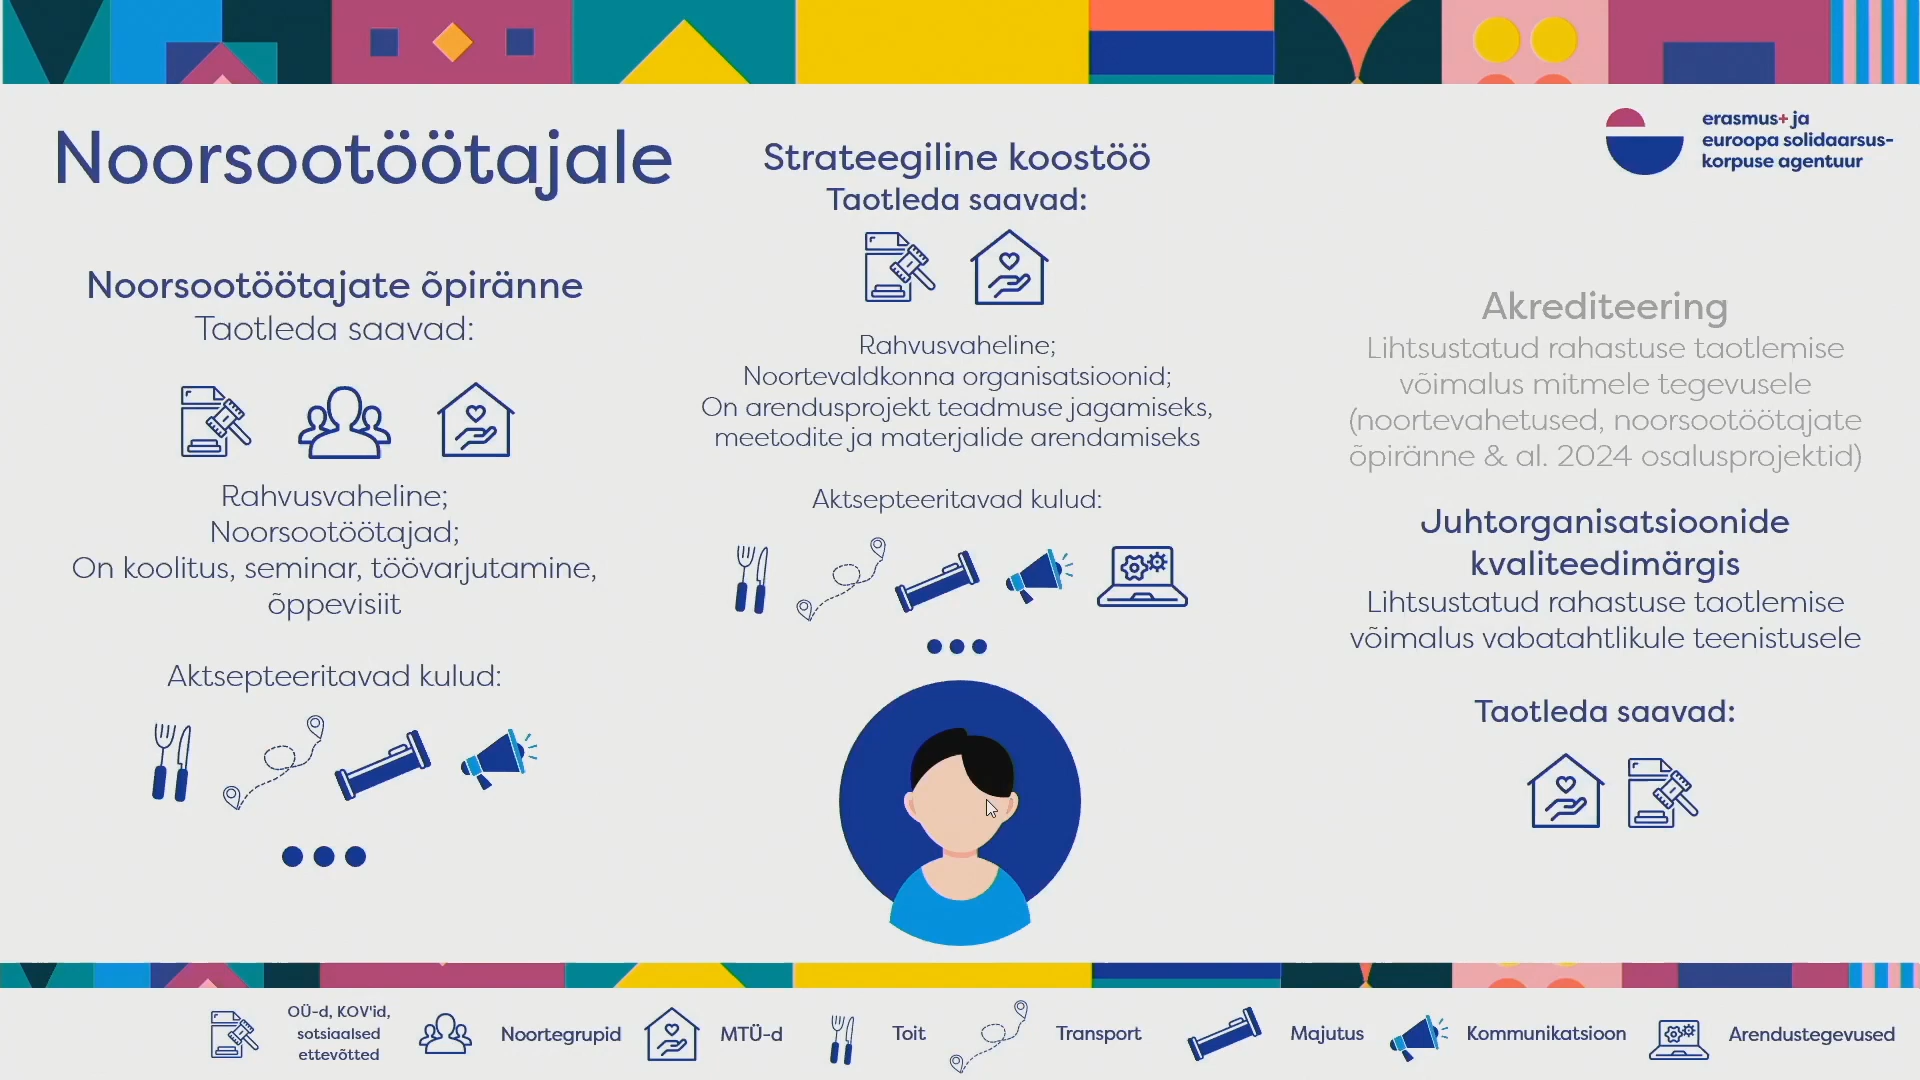 Noorsootöötajale
Noorsootöötajate õpiränne
Taotleda saavad:
Rahvusvaheline;
Noorsootöötajad;
On koolitus, seminar, töövarjutamine,
õppevisiit
Aktsepteeritavad kulud:
Strateegiline koostöö
Taotleda saavad:
Rahvusvaheline;
Noortevaldkonna organisatsioonid;
On arendusprojekt teadmuse jagamiseks,
meetodite ja materjalide arendamiseks
Aktsepteeritavad kulud:
erasmus+ ja
euroopa solidaarsus-
korpuse agentuur
Akrediteering
Lihtsustatud rahastuse taotlemise
võimalus mitmele tegevusele
(noortevahetused, noorsootöötajate
õpiränne & al. 2024 osalusprojektid)
Juhtorganisatsioonide
kvaliteedimärgis
Lihtsustatud rahastuse taotlemise
võimalus vabatahtlikule teenistusele
Taotleda saavad:
OÜ-d, KOV'id,
sotsiaalsed
ettevõtted
Noortegrupid
MTÜ-d
Toit
Transport
Majutus
Kommunikatsioon
Arendustegevused